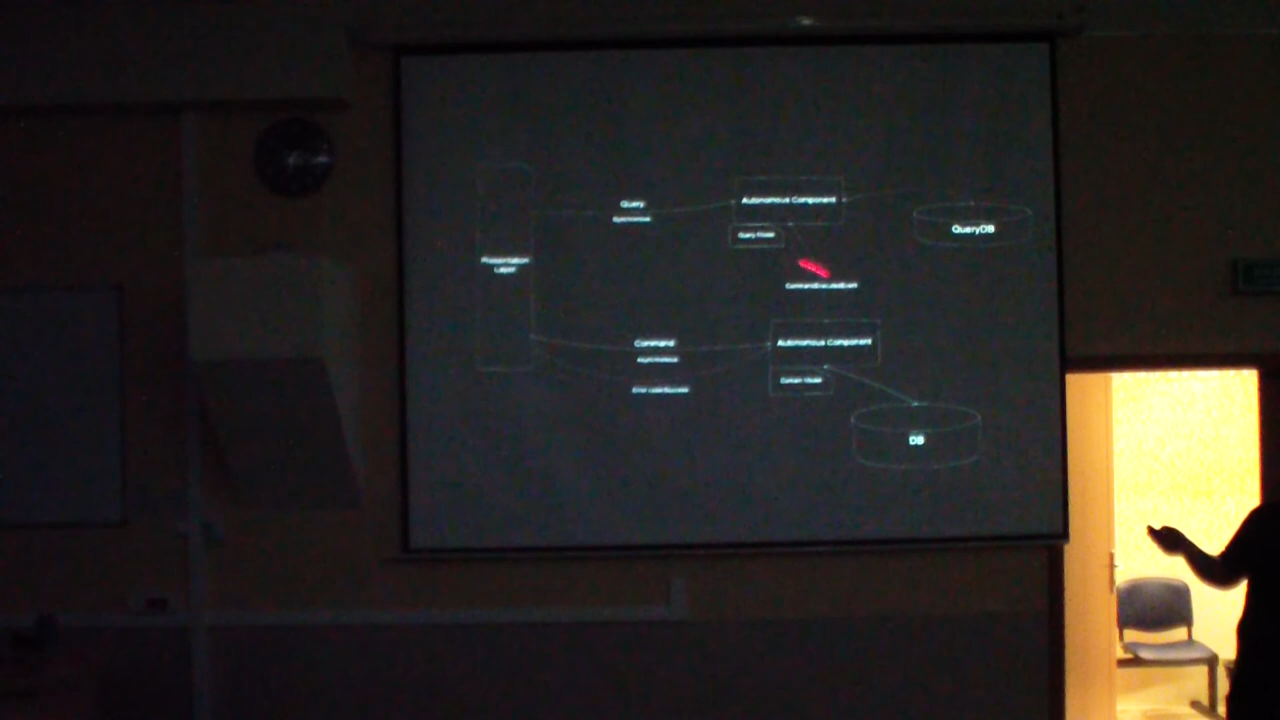 Query
Synchronous
Autonomous Component
QueryDB
Query Model
Presentation
Layer
CommandExecutedEvent
Command
Asynchronous
Autonomous Component
Domain Model
DB